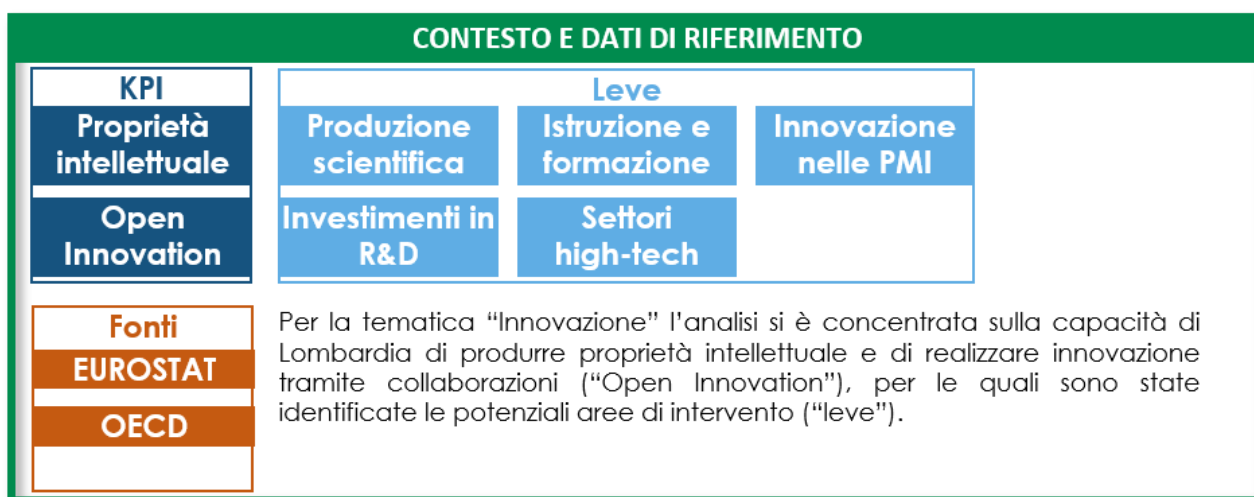 CONTESTO E DATI DI RIFERIMENTO
KPI
Proprietà
intellettuale
Open
Innovation
Leve
Produzione
scientifica
Istruzione e
formazione
Innovazione
nelle PMI
Investimenti in
R&D
Settori
high-tech
Fonti
EUROSTAT
OECD
Per la tematica “Innovazione” l’analisi si è concentrata sulla capacità di
Lombardia di produrre proprietà intellettuale e di realizzare innovazione
tramite collaborazioni (“Open Innovation”), per le quali sono state
identificate le potenziali aree di intervento (“leve”).